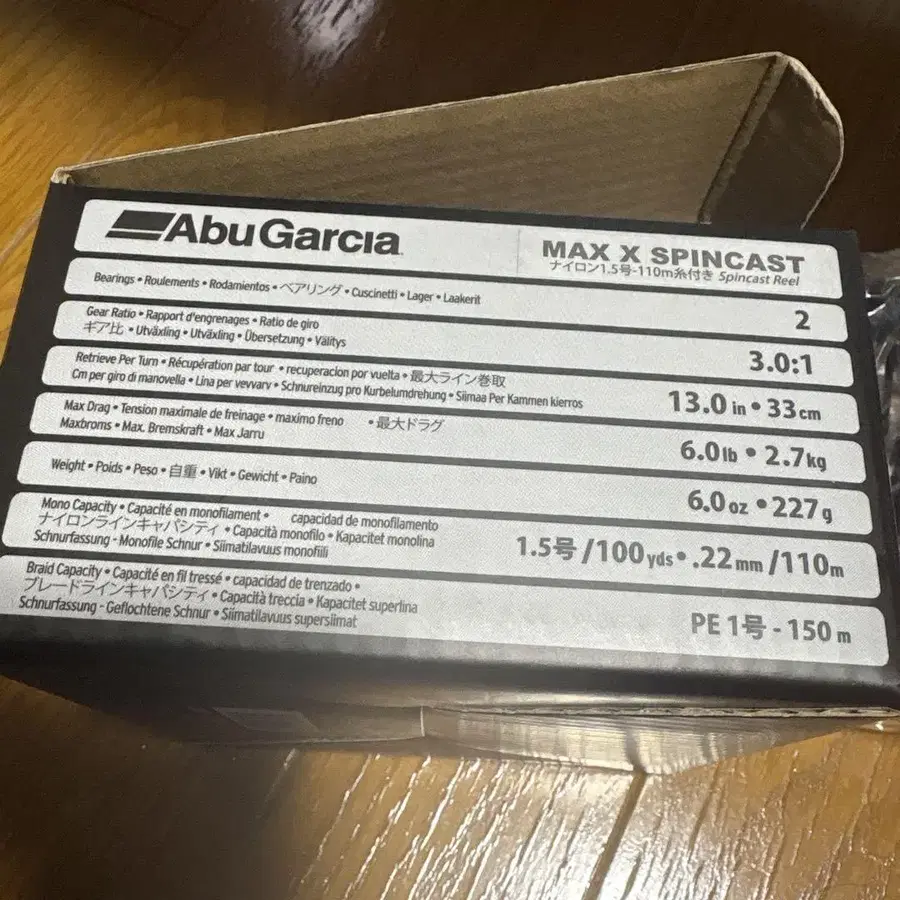 AbuGarcia
MAX X SPINCAST
ナイロン1.5号-110m糸付き Spincast Reel
Bearings • Roulements • Rodamientos • ベアリング • Cuscinetti • Lager • Laakerit
2
Gear Ratio • Rapport d'engrenages • Ratio de giro
ギア比 • Utväxling • Utväxling • Übersetzung • Välitys
3.0:1
Retrieve Per Turn • Récupération par tour • recuperacion por vuelta • 最大ライン巻取
Cm per giro di manovella • Lina per vevvarv • Schnureinzug pro Kurbelumdrehung • Siimaa Per Kammen kierros
13.0 in • 33 cm
Max Drag • Tension maximale de freinage • maximo freno • 最大ドラグ
Maxbroms • Max. Bremskraft • Max Jarru
6.0 lb • 2.7 kg
Weight • Poids • Peso • 自重 • Vikt • Gewicht • Paino
6.0 oz • 227 g
Mono Capacity • Capacité en monofilament • capacidad de monofilamento
ナイロンラインキャパシティ • Capacità monofilo • Kapacitet monolina
Schnurfassung - Monofile Schnur • Siimatilavuus monofiili
1.5号 /100 yds • .22 mm /110 m
Braid Capacity • Capacité en fil tressé • capacidad de trenzado •
ブレードラインキャパシティ • Capacità treccia • Kapacitet superlina
Schnurfassung - Geflochtene Schnur • Siimatilavuus supersiimat
PE 1号 - 150 m